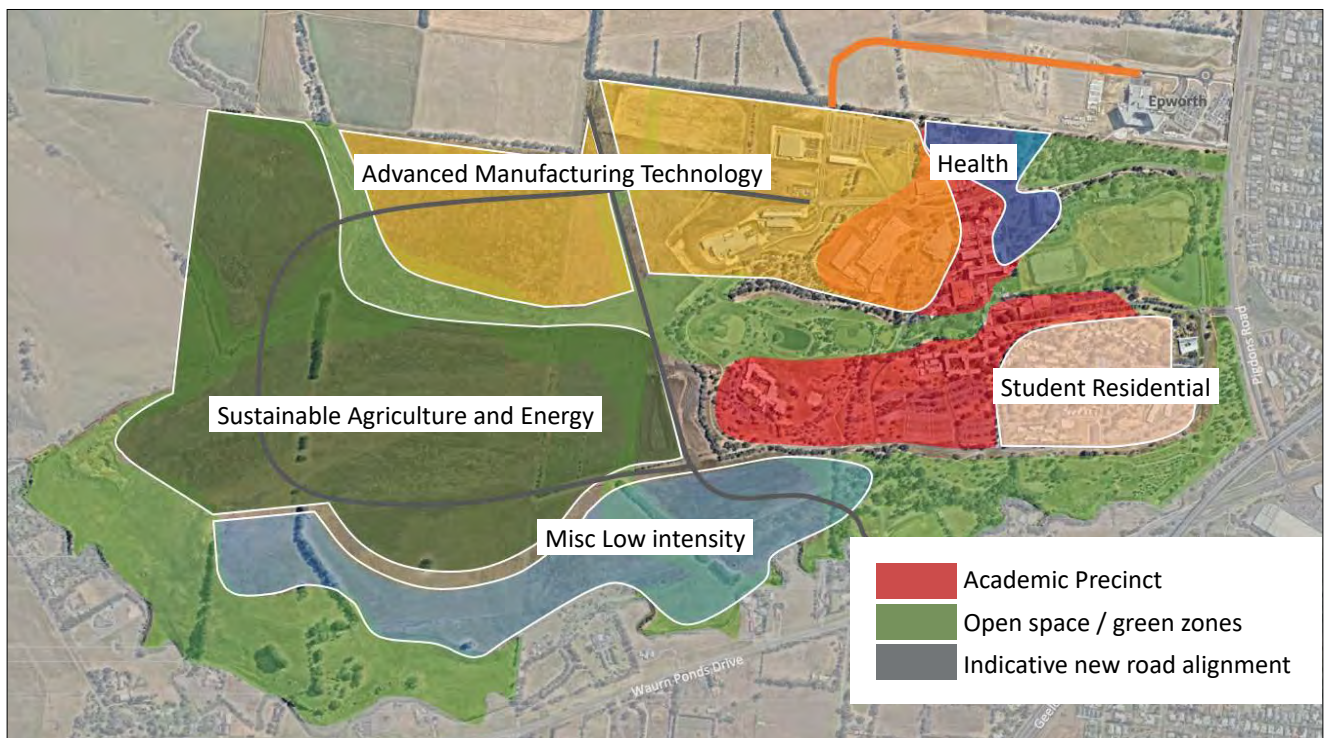 Epworth
Health
Advanced Manufacturing Technology
Pigdons Road
Student Residential
Sustainable Agriculture and Energy
Misc Low intensity
Academic Precinct
Open space / green zones
Indicative new road alignment
Waurn Ponds Drive